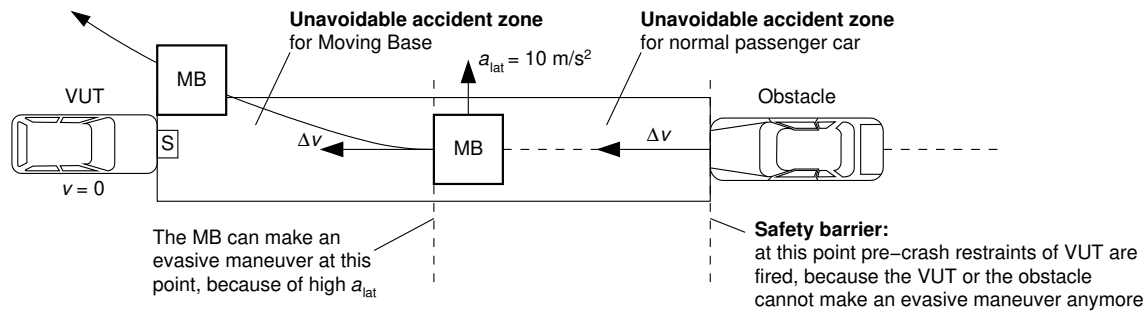 Unavoidable accident zone
for Moving Base
Unavoidable accident zone
for normal passenger car
MB
a_lat = 10 m/s²
VUT
Obstacle
S
Δv
MB
Δv
v = 0
The MB can make an
evasive maneuver at this
point, because of high a_lat
Safety barrier:
at this point pre−crash restraints of VUT are
fired, because the VUT or the obstacle
cannot make an evasive maneuver anymore